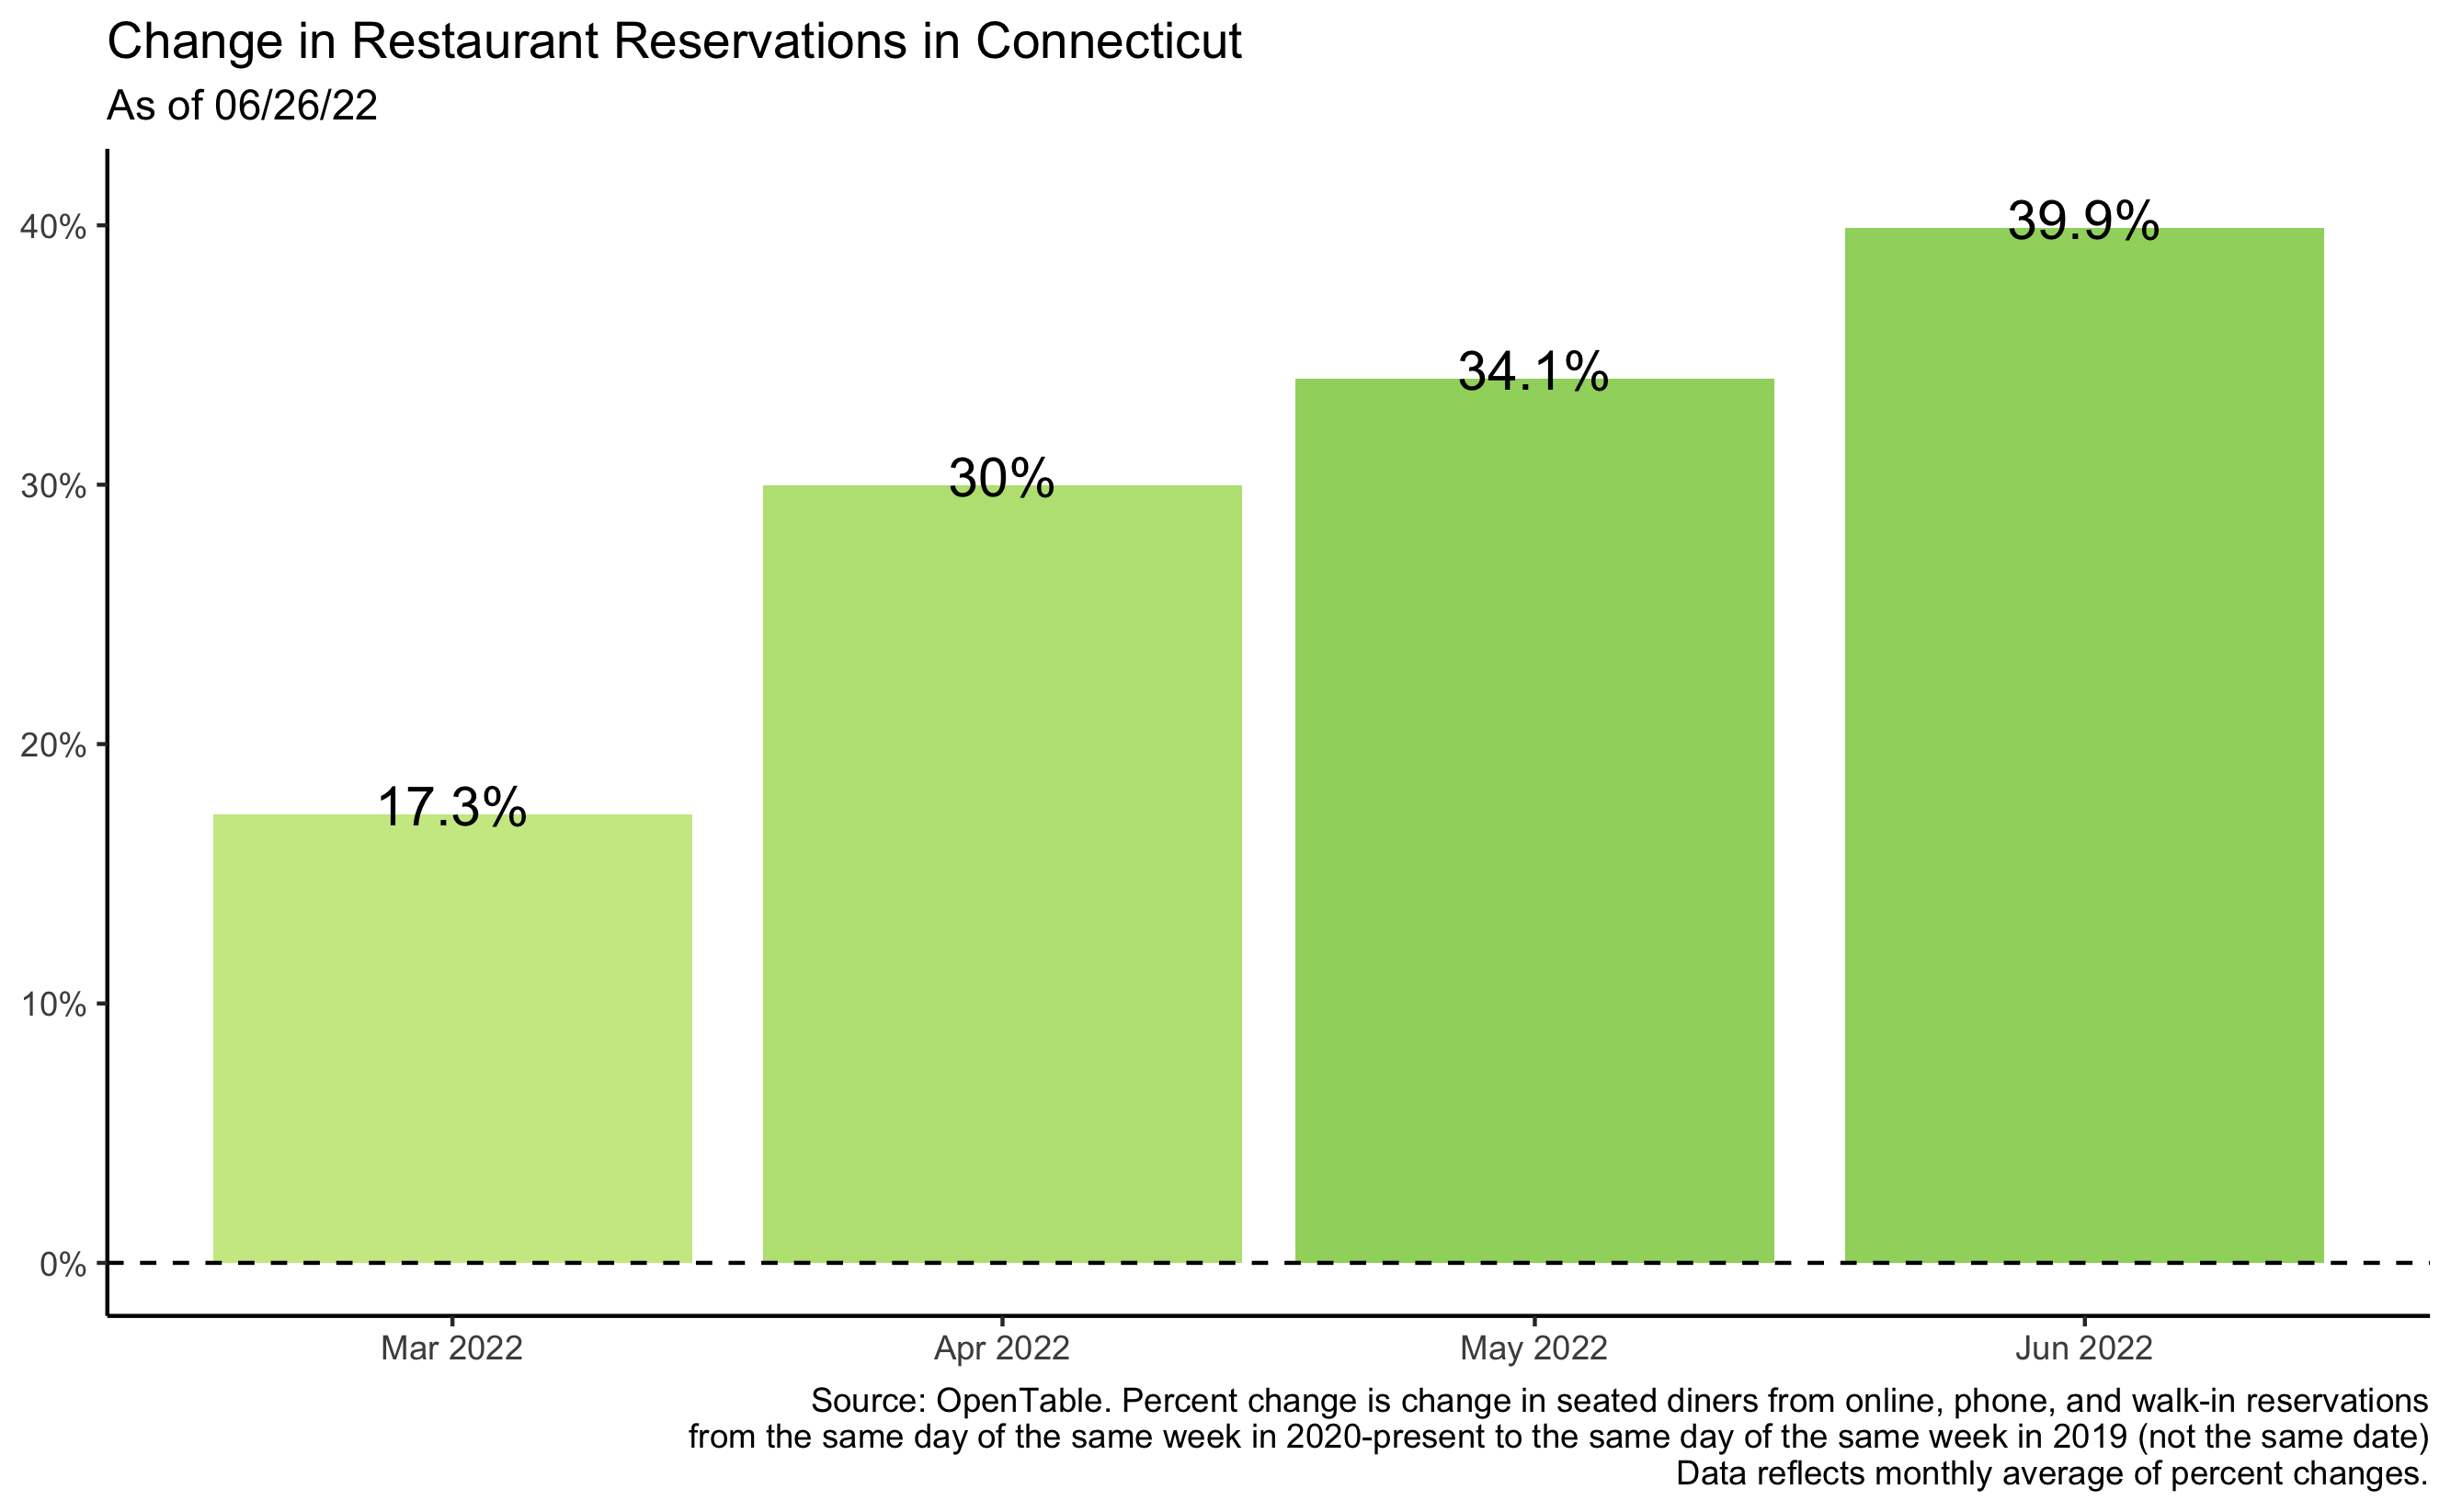 Change in Restaurant Reservations in Connecticut
As of 06/26/22
40%
30%
20%
10%
0%
17.3%
30%
34.1%
39.9%
Mar 2022
Apr 2022
May 2022
Jun 2022
Source: OpenTable. Percent change is change in seated diners from online, phone, and walk-in reservations
from the same day of the same week in 2020-present to the same day of the same week in 2019 (not the same date)
Data reflects monthly average of percent changes.